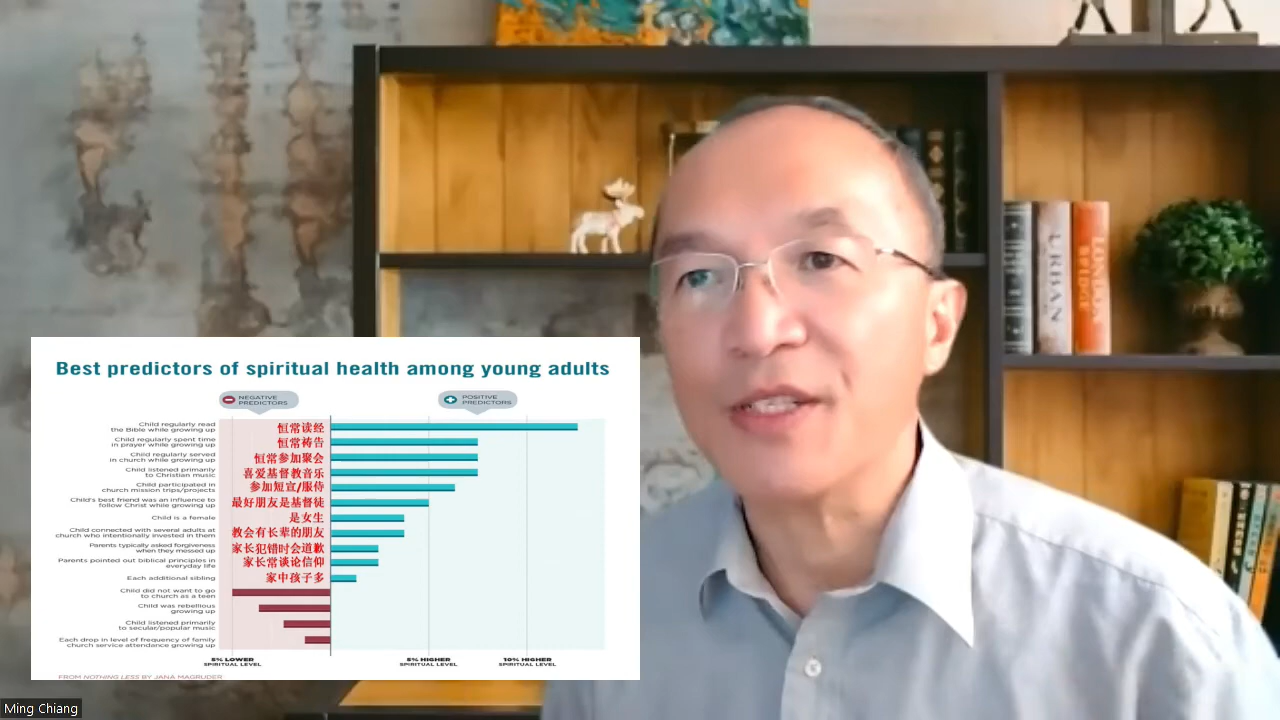 URBAN
LONDON
BRIDGE
Best predictors of spiritual health among young adults
NEGATIVE
PREDICTORS
POSITIVE
PREDICTORS
Child regularly read
the Bible while growing up
恒常读经
Child regularly spent time
in prayer while growing up
恒常祷告
Child regularly served
in church while growing up
恒常参加聚会
Child listened primarily
to Christian music
喜爱基督教音乐
Child participated in
church mission trips/projects
参加短宣/服侍
Child's best friend was an influence to
follow Christ while growing up
最好朋友是基督徒
Child is a female
是女生
Child connected with several adults at
church who intentionally invested in them
教会有长辈的朋友
Parents typically asked forgiveness
when they messed up
家长犯错时会道歉
Parents pointed out biblical principles in
everyday life
家长常谈论信仰
Each additional sibling
家中孩子多
Child did not want to go
to church as a teen
Child was rebellious
growing up
Child listened primarily
to secular/popular music
Each drop in level of frequency of family
church service attendance growing up
5% LOWER
SPIRITUAL LEVEL
5% HIGHER
SPIRITUAL LEVEL
10% HIGHER
SPIRITUAL LEVEL
FROM NOTHING LESS BY JANA MAGRUDER
Ming Chiang